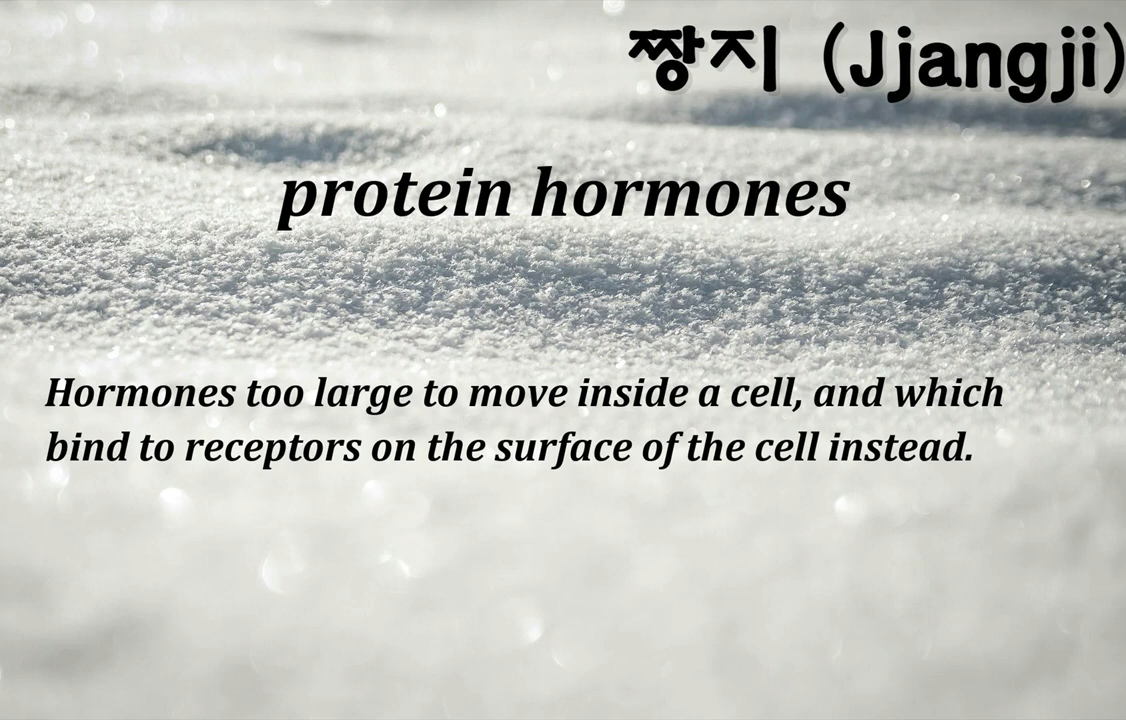 짱지 (Jjangji)
protein hormones
Hormones too large to move inside a cell, and which
bind to receptors on the surface of the cell instead.